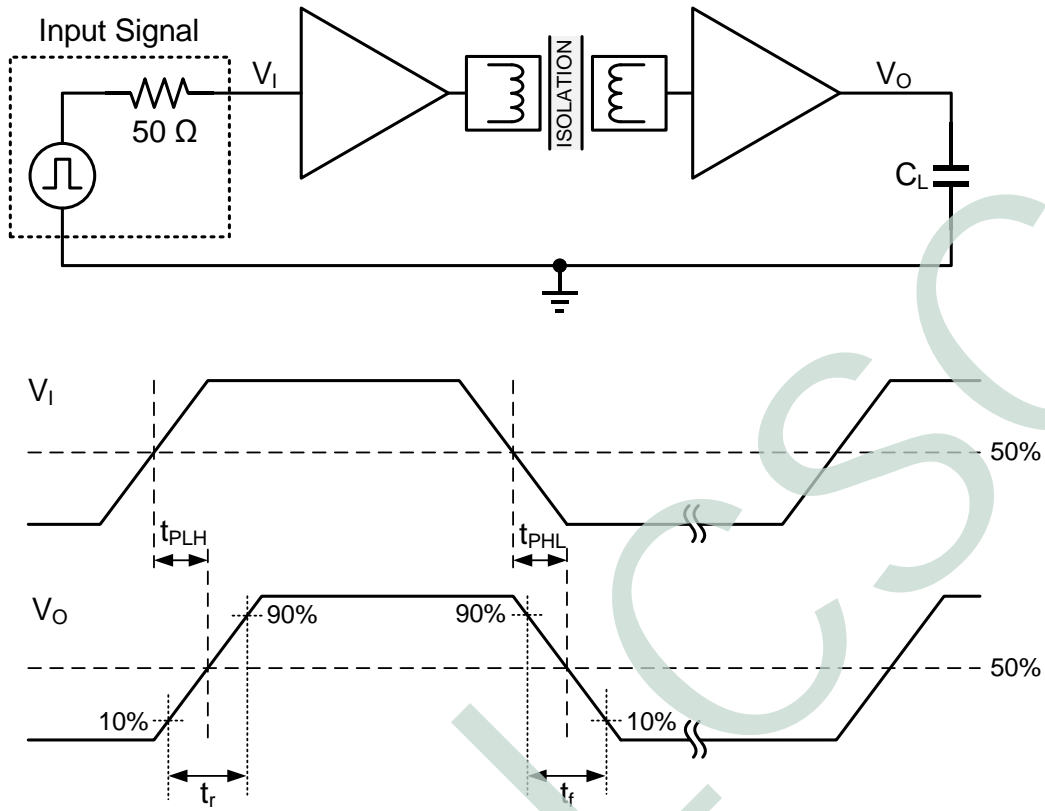 Input Signal
V_I
50 Ω
ISOLATION
V_O
C_L
V_I
50%
t_PLH
t_PHL
V_O
90%
90%
50%
10%
10%
t_r
t_f
LCSC